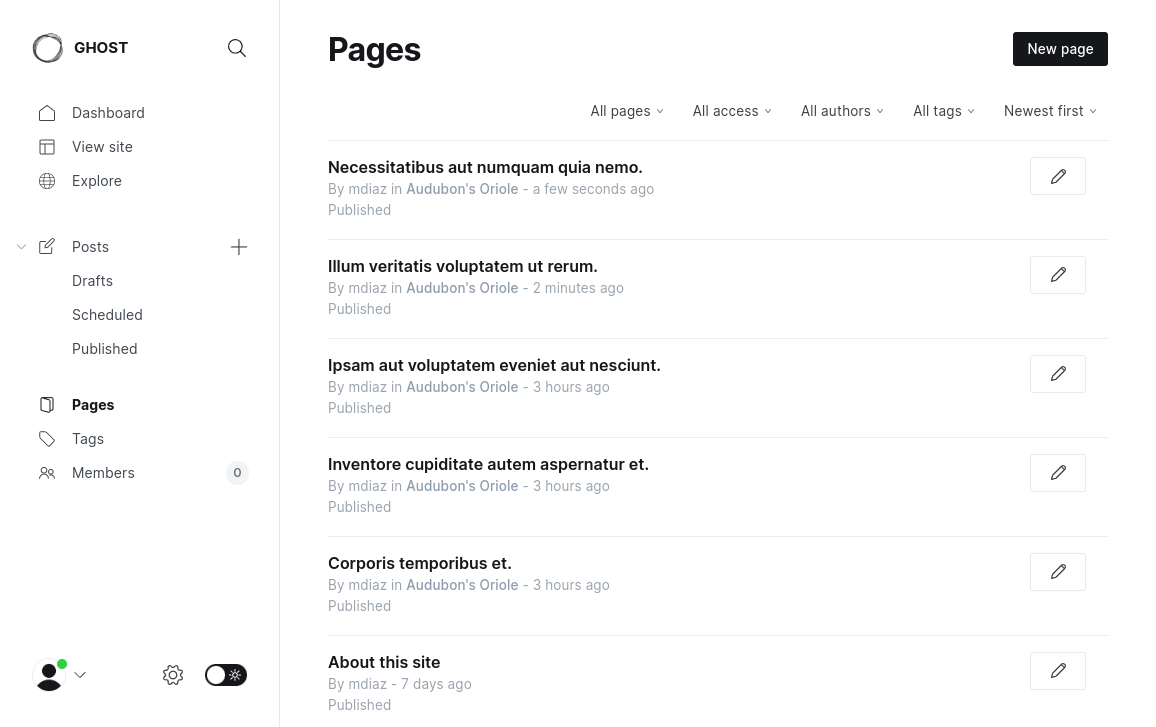 GHOST
Dashboard
View site
Explore
Posts
Drafts
Scheduled
Published
Pages
Tags
Members
0
Pages
New page
All pages
All access
All authors
All tags
Newest first
Necessitatibus aut numquam quia nemo.
By mdiaz in Audubon's Oriole - a few seconds ago
Published
Illum veritatis voluptatem ut rerum.
By mdiaz in Audubon's Oriole - 2 minutes ago
Published
Ipsam aut voluptatem eveniet aut nesciunt.
By mdiaz in Audubon's Oriole - 3 hours ago
Published
Inventore cupiditate autem aspernatur et.
By mdiaz in Audubon's Oriole - 3 hours ago
Published
Corporis temporibus et.
By mdiaz in Audubon's Oriole - 3 hours ago
Published
About this site
By mdiaz - 7 days ago
Published